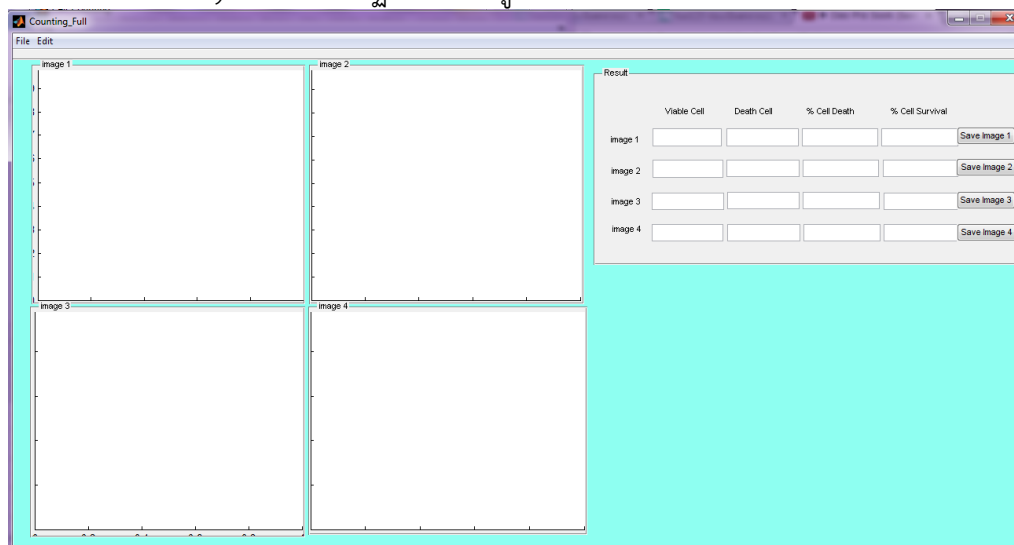 Counting_Full
File Edit
image 1
image 2
Result
Viable Cell Death Cell % Cell Death % Cell Survival
image 1 Save Image 1
image 2 Save Image 2
image 3 Save Image 3
image 4 Save Image 4
image 3
image 4